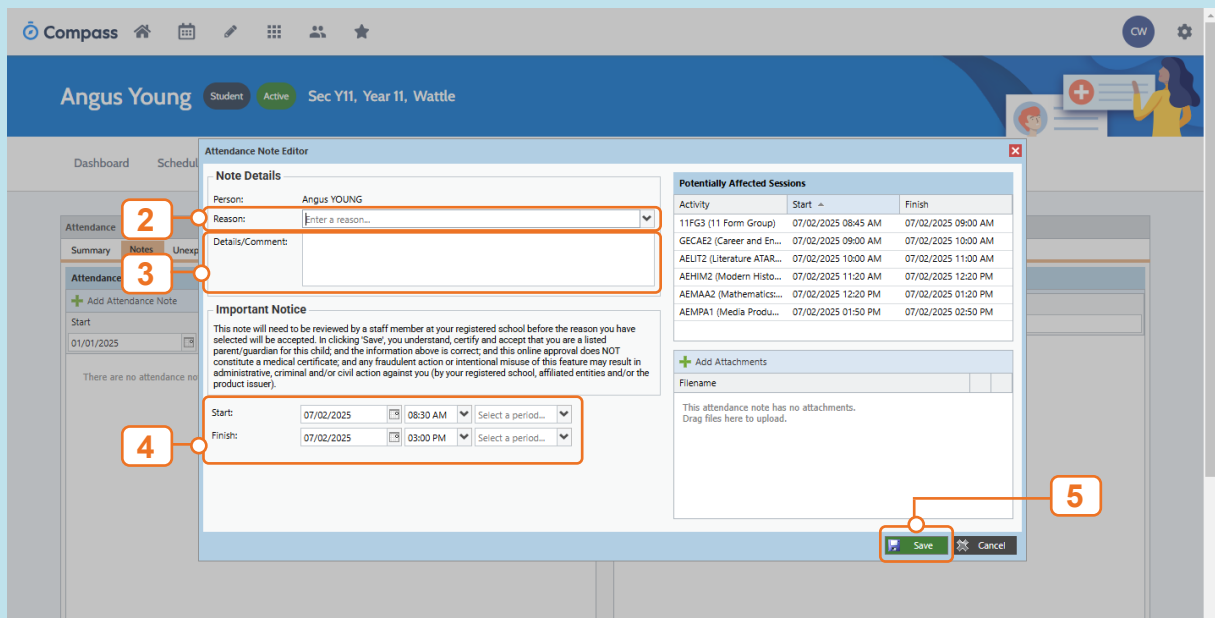 Compass
CW
Angus Young Student Active Sec Y11, Year 11, Wattle
Dashboard Schedul
Attendance
Summary Notes Unexp
Attendance
Add Attendance Note
Start
01/01/2025
There are no attendance no
2
3
4
5
Attendance Note Editor
Note Details
Person: Angus YOUNG
Reason: Enter a reason...
Details/Comment:
Important Notice
This note will need to be reviewed by a staff member at your registered school before the reason you have
selected will be accepted. In clicking 'Save', you understand, certify and accept that you are a listed
parent/guardian for this child; and the information above is correct; and this online approval does NOT
constitute a medical certificate; and any fraudulent action or intentional misuse of this feature may result in
administrative, criminal and/or civil action against you (by your registered school, affiliated entities and/or the
product issuer).
Start: 07/02/2025 08:30 AM Select a period...
Finish: 07/02/2025 03:00 PM Select a period...
Potentially Affected Sessions
Activity Start Finish
11FG3 (11 Form Group) 07/02/2025 08:45 AM 07/02/2025 09:00 AM
GECAE2 (Career and En... 07/02/2025 09:00 AM 07/02/2025 10:00 AM
AELIT2 (Literature ATAR... 07/02/2025 10:00 AM 07/02/2025 11:00 AM
AEHIM2 (Modern Histo... 07/02/2025 11:20 AM 07/02/2025 12:20 PM
AEMAA2 (Mathematics:... 07/02/2025 12:20 PM 07/02/2025 01:20 PM
AEMPA1 (Media Produ... 07/02/2025 01:50 PM 07/02/2025 02:50 PM
Add Attachments
Filename
This attendance note has no attachments.
Drag files here to upload.
Save Cancel